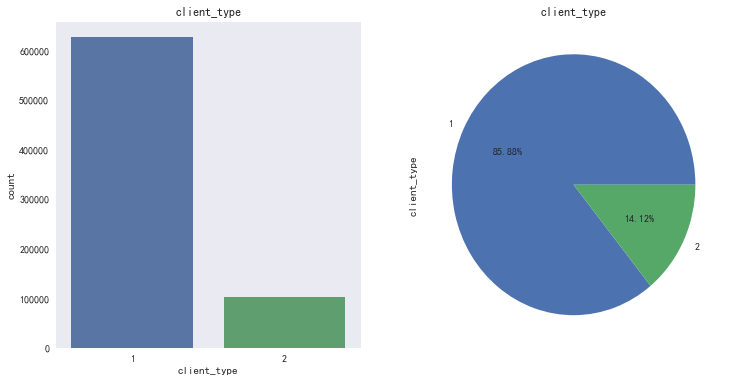 client_type
600000
500000
400000
300000
200000
100000
0
count
1
2
client_type
client_type
client_type
1
85.88%
14.12%
2